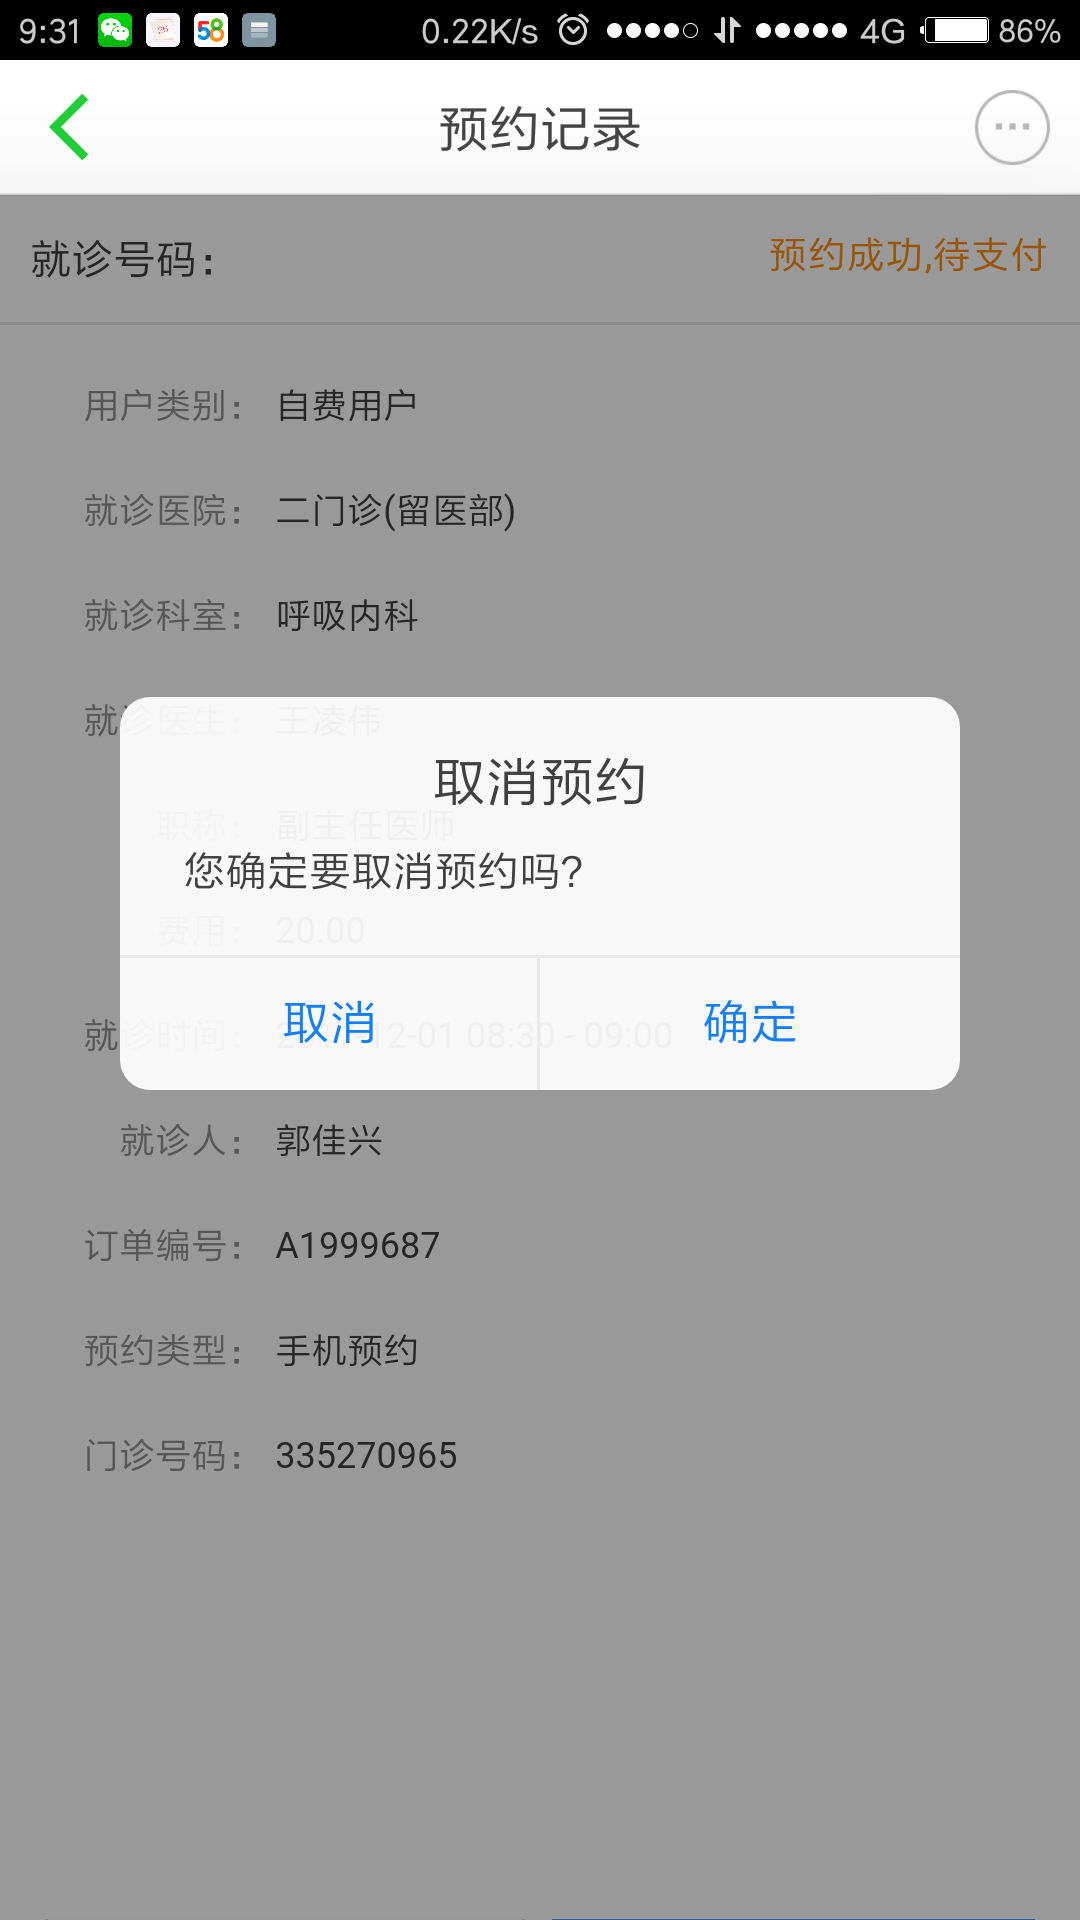 9:31 58 0.22K/s 4G 86%
预约记录
就诊号码:
预约成功,待支付
用户类别: 自费用户
就诊医院: 二门诊(留医部)
就诊科室: 呼吸内科
就诊医生: 王凌伟
取消预约
职称: 副主任医师
您确定要取消预约吗?
费用: 20.00
取消 确定
就诊时间: 12-01 08:30 - 09:00
就诊人: 郭佳兴
订单编号: A1999687
预约类型: 手机预约
门诊号码: 335270965